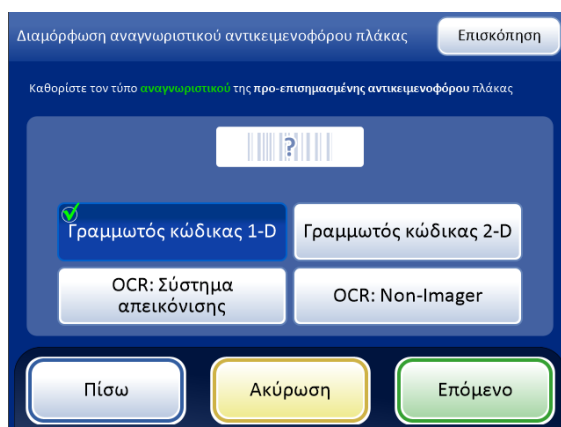 Διαμόρφωση αναγνωριστικού αντικειμενοφόρου πλάκας
Επισκόπηση
Καθορίστε τον τύπο αναγνωριστικού της προ-επισημασμένης αντικειμενοφόρου πλάκας
?
Γραμμωτός κώδικας 1-D
Γραμμωτός κώδικας 2-D
OCR: Σύστημα
απεικόνισης
OCR: Non-Imager
Πίσω
Ακύρωση
Επόμενο